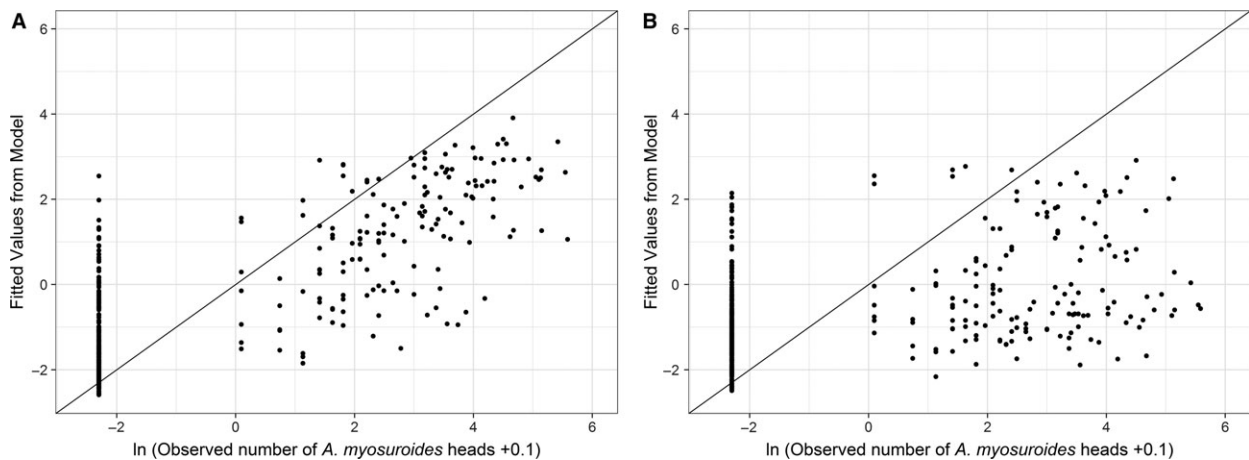 A
Fitted Values from Model
6
4
2
0
−2
−2 0 2 4 6
ln (Observed number of A. myosuroides heads +0.1)
B
Fitted Values from Model
6
4
2
0
−2
−2 0 2 4 6
ln (Observed number of A. myosuroides heads +0.1)